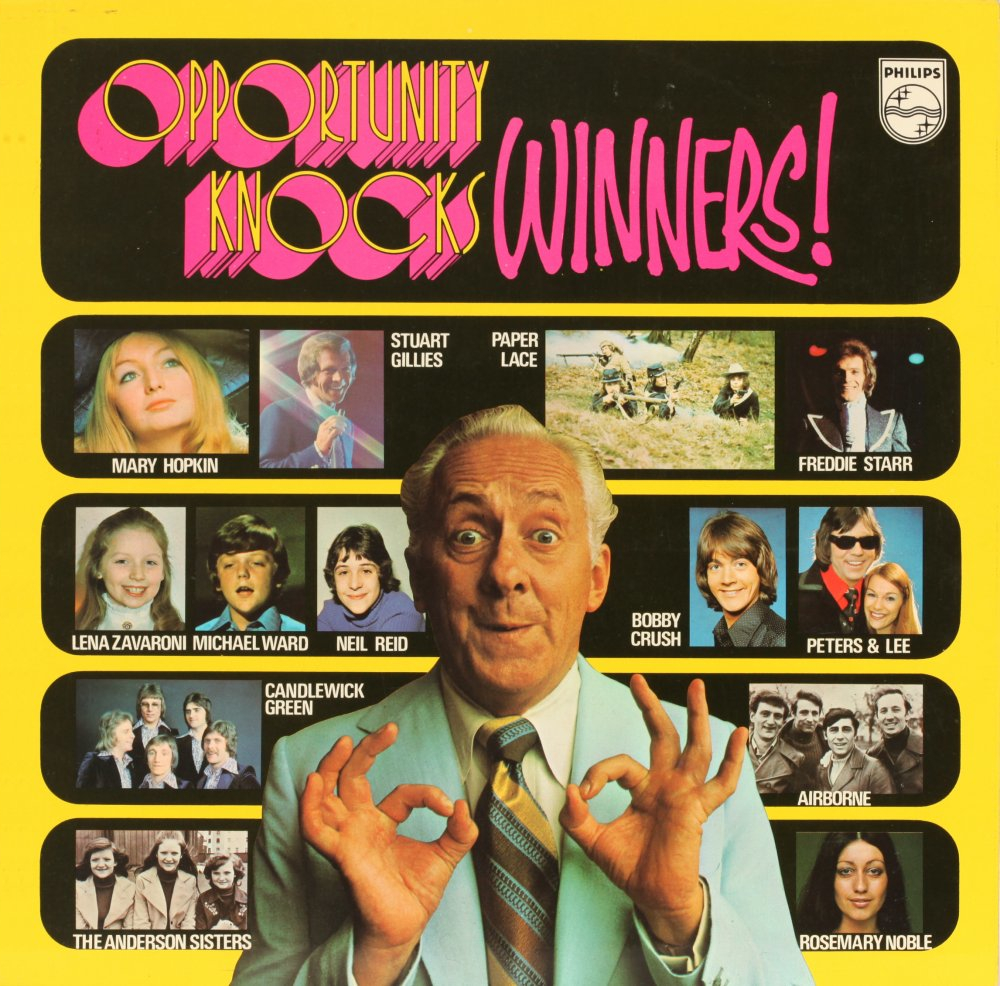 OPPORTUNITY
KNOCKS
WINNERS!
PHILIPS
MARY HOPKIN
STUART
GILLIES
PAPER
LACE
FREDDIE STARR
LENA ZAVARONI
MICHAEL WARD
NEIL REID
BOBBY
CRUSH
PETERS & LEE
CANDLEWICK
GREEN
AIRBORNE
THE ANDERSON SISTERS
ROSEMARY NOBLE